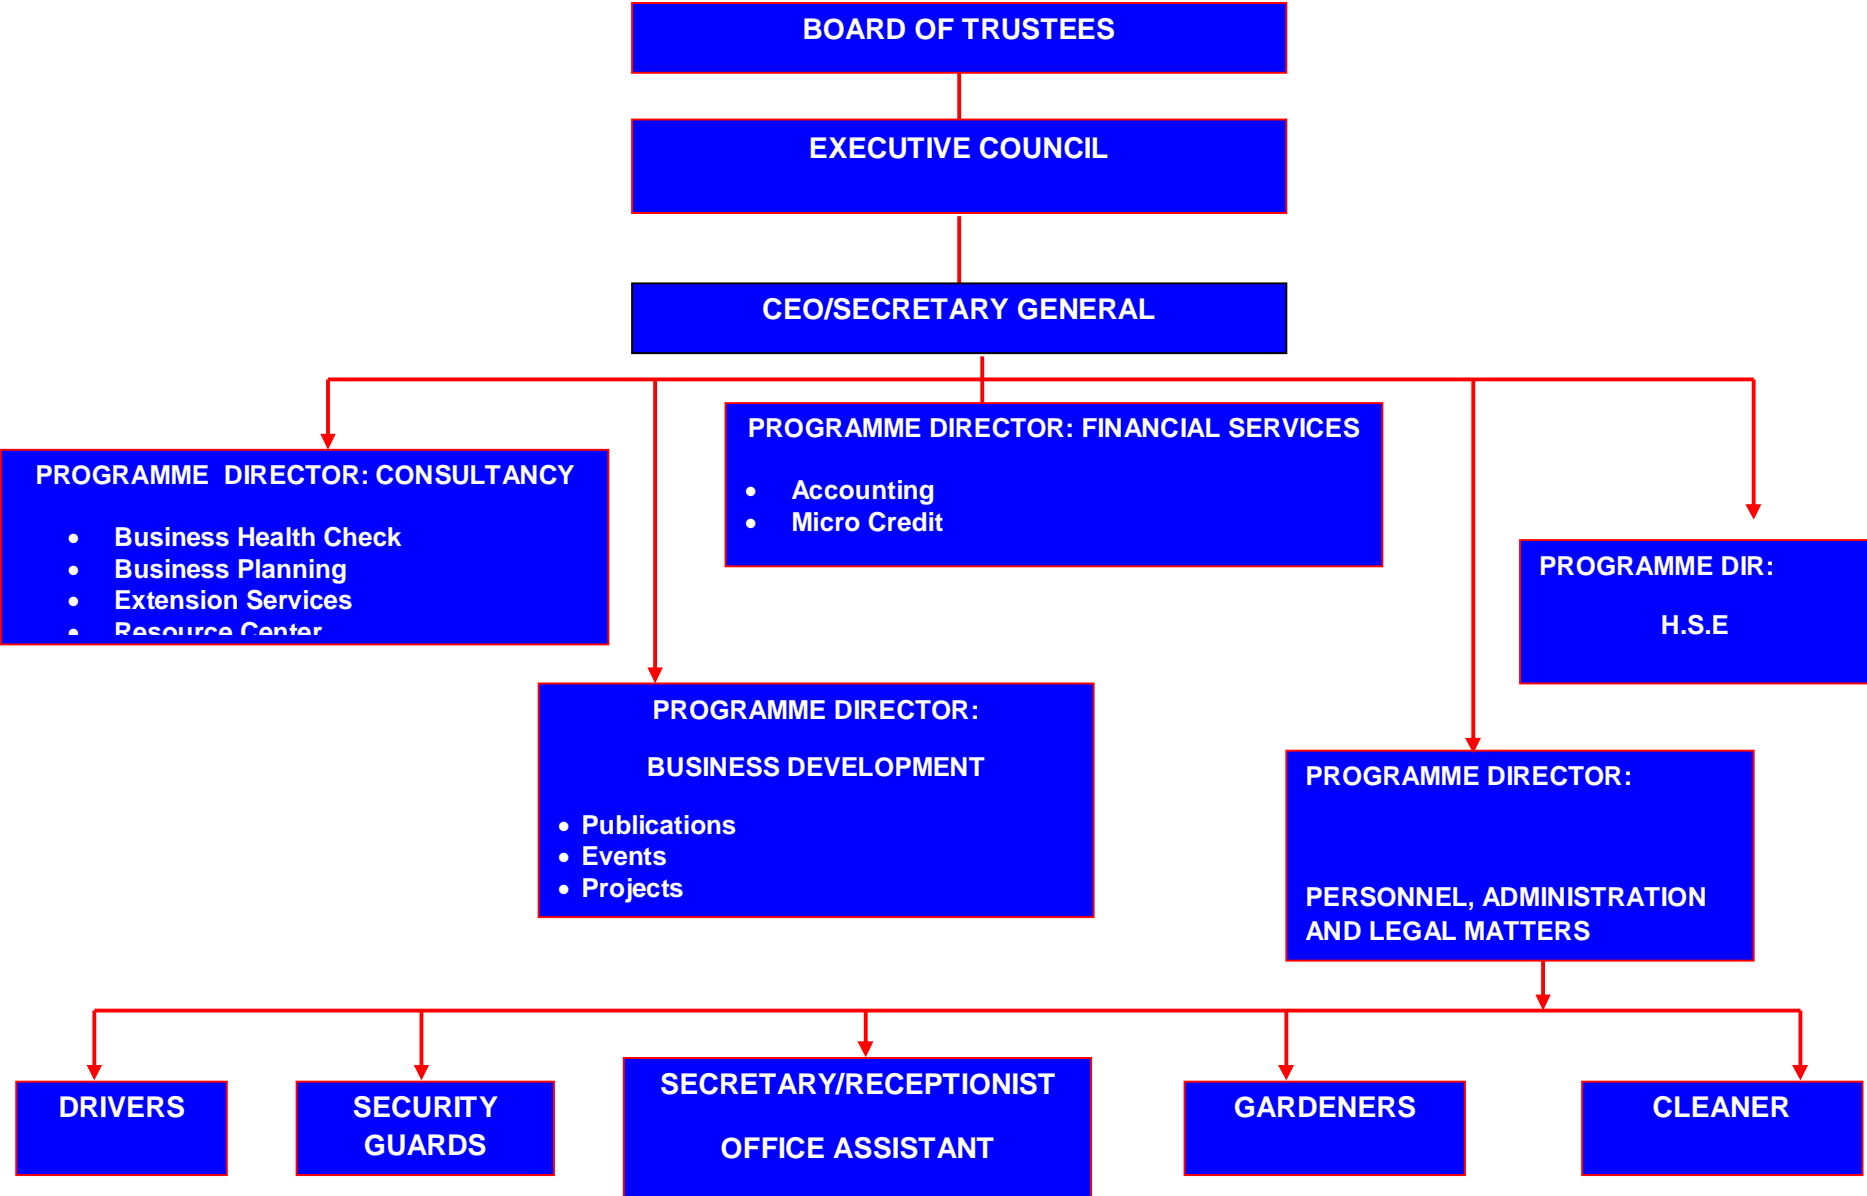 BOARD OF TRUSTEES
EXECUTIVE COUNCIL
CEO/SECRETARY GENERAL
PROGRAMME DIRECTOR: FINANCIAL SERVICES
• Accounting
• Micro Credit
PROGRAMME DIRECTOR: CONSULTANCY
• Business Health Check
• Business Planning
• Extension Services
• Resource Center
PROGRAMME DIR:
H.S.E
PROGRAMME DIRECTOR:
BUSINESS DEVELOPMENT
• Publications
• Events
• Projects
PROGRAMME DIRECTOR:
PERSONNEL, ADMINISTRATION
AND LEGAL MATTERS
DRIVERS
SECURITY
GUARDS
SECRETARY/RECEPTIONIST
OFFICE ASSISTANT
GARDENERS
CLEANER